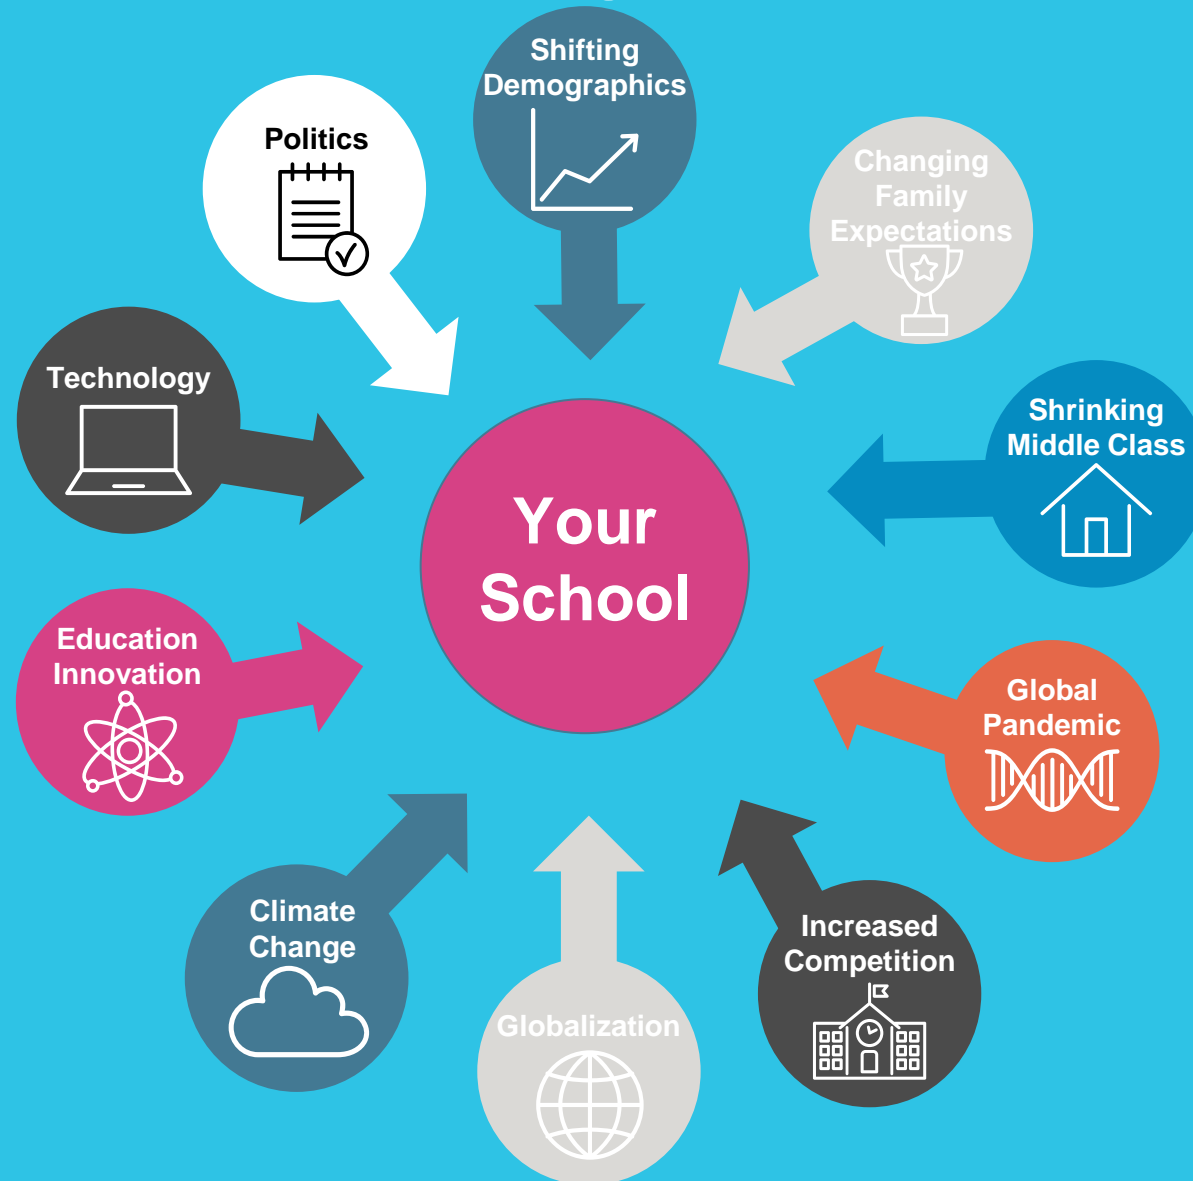 Shifting
Demographics
Politics
Changing
Family
Expectations
Technology
Shrinking
Middle Class
Your
School
Education
Innovation
Global
Pandemic
Climate
Change
Increased
Competition
Globalization